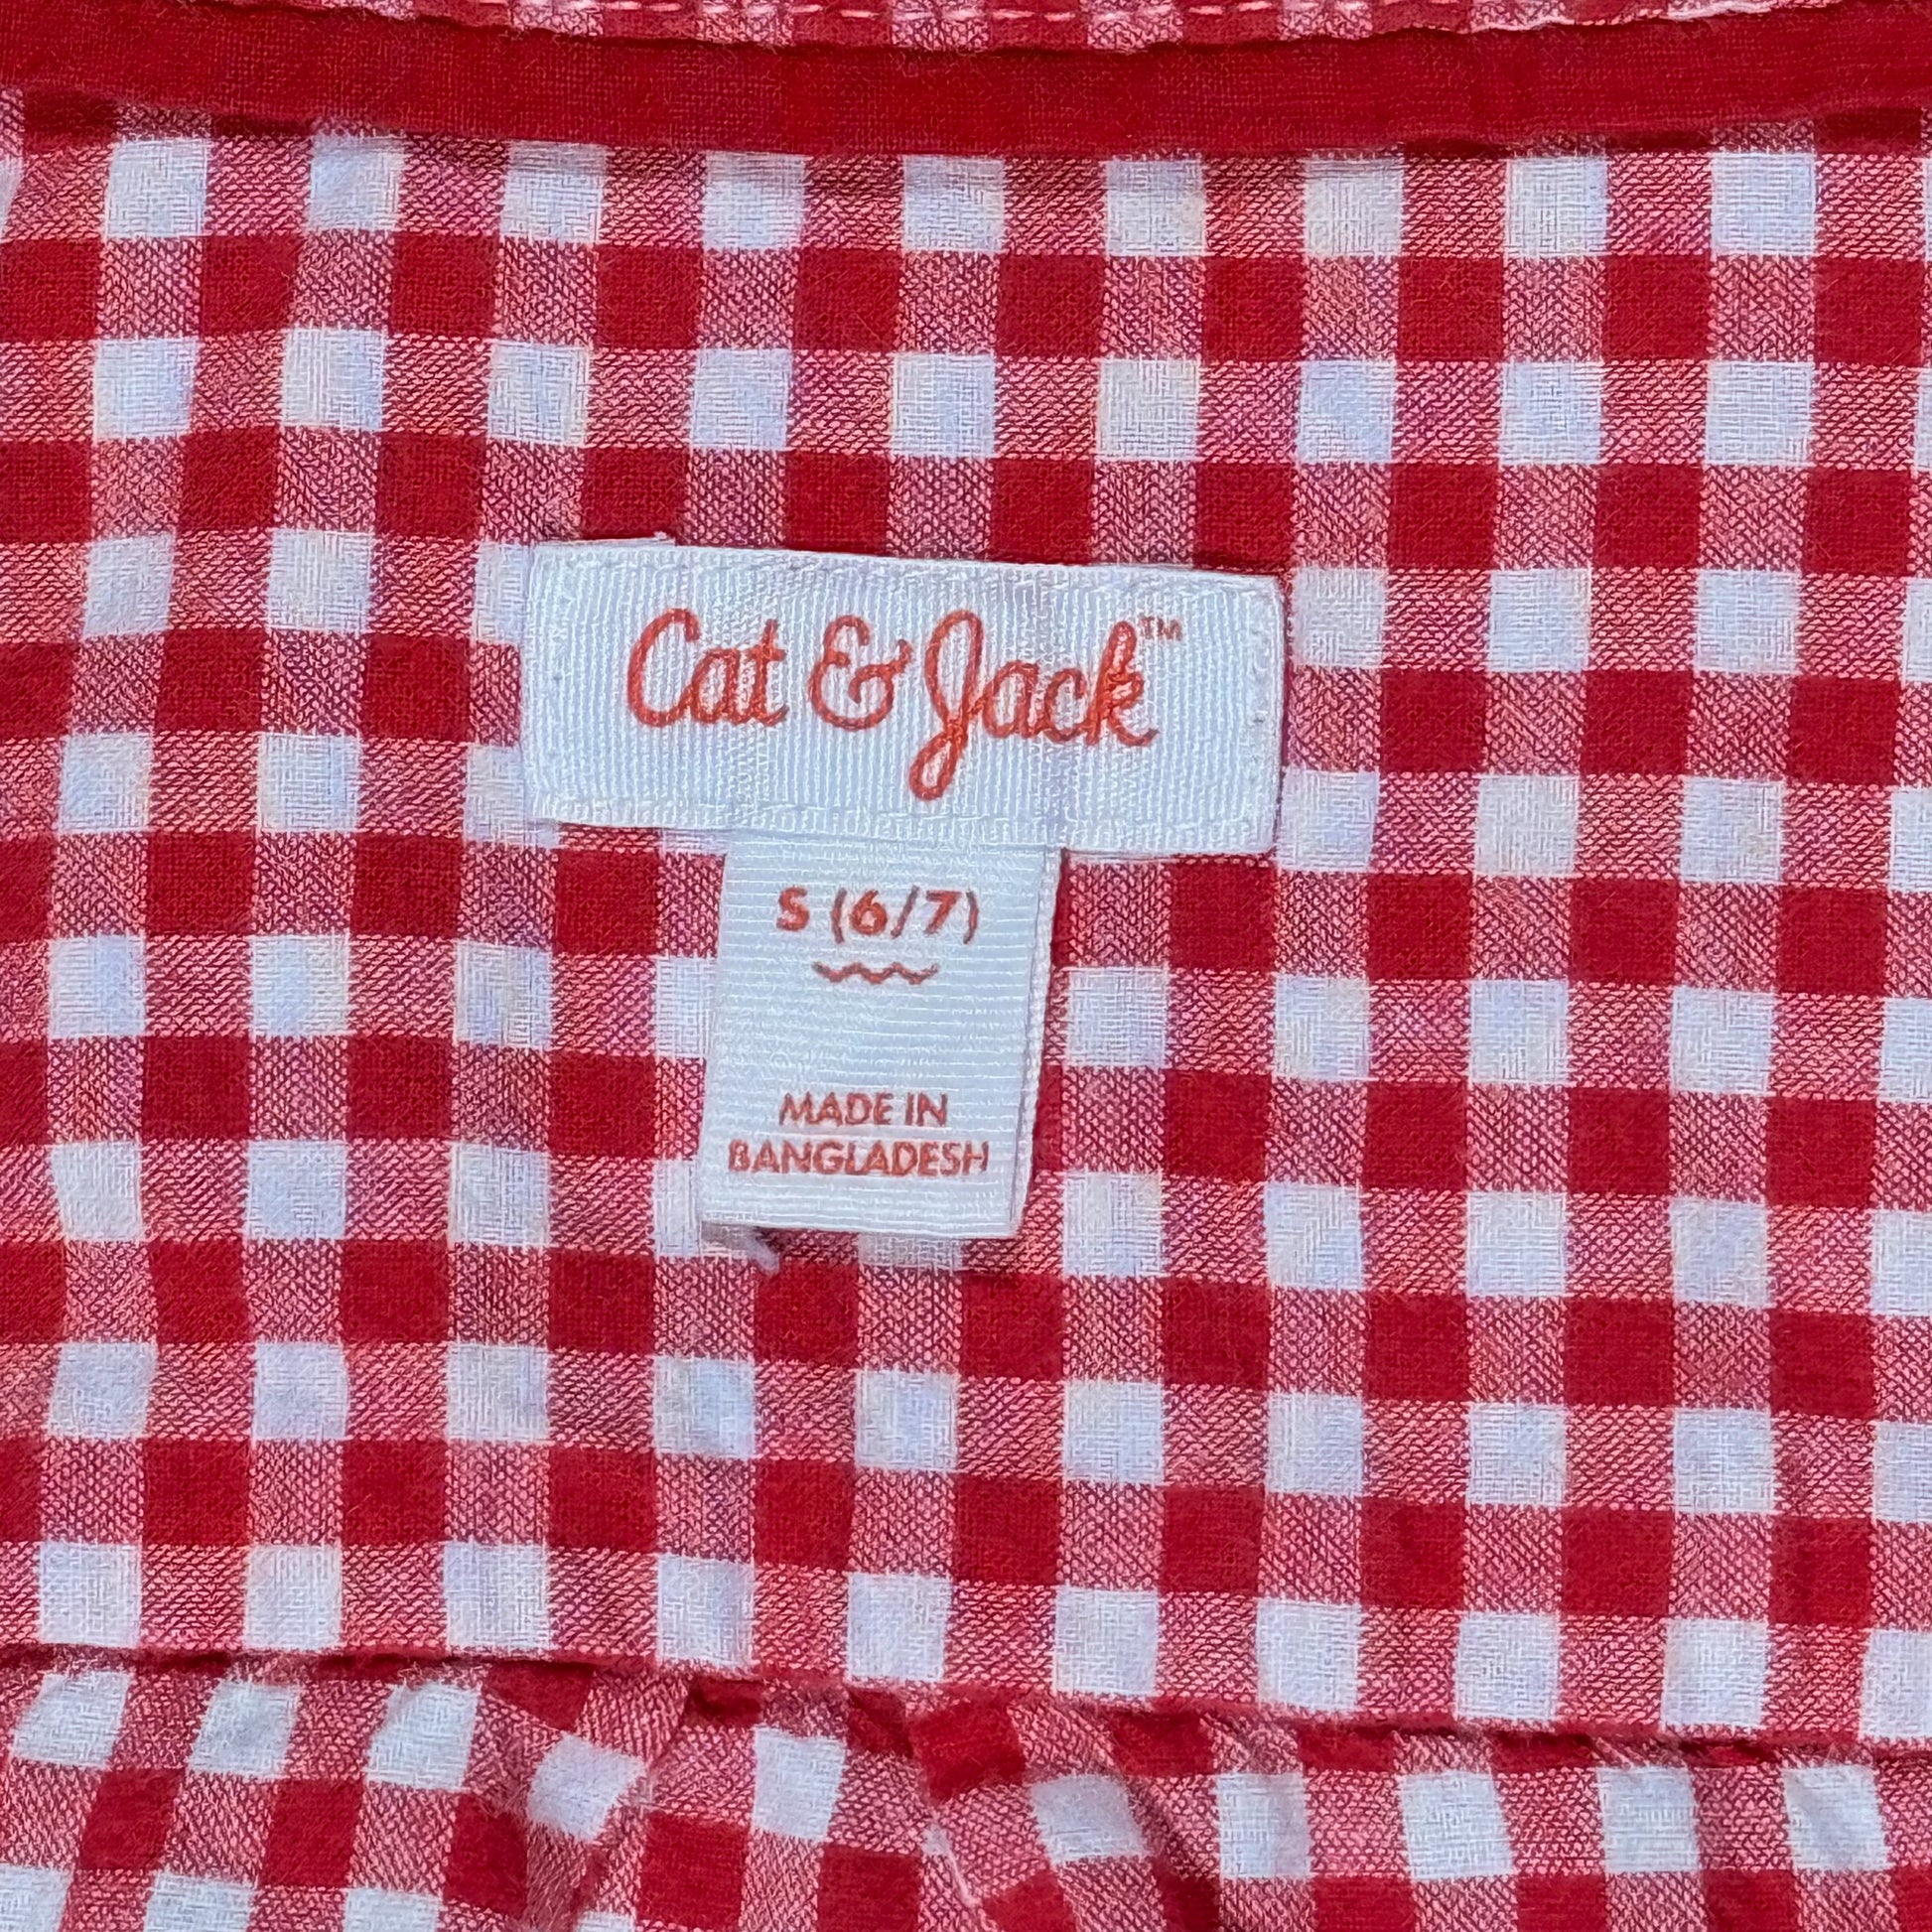 Cat & Jack™
S (6/7)
MADE IN
BANGLADESH